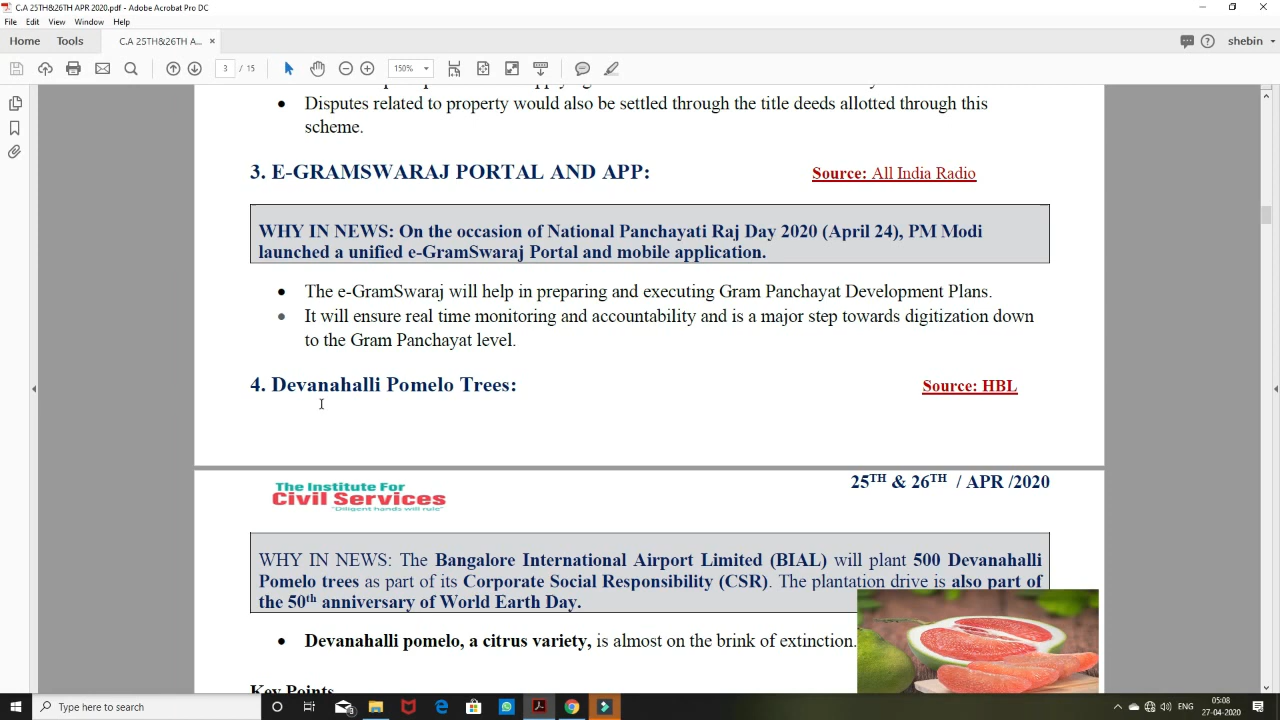 C.A 25TH&26TH APR 2020.pdf - Adobe Acrobat Pro DC
File Edit View Window Help
Home Tools C.A 25TH&26TH A... × shebin
3 / 15 150%
Disputes related to property would also be settled through the title deeds allotted through this
scheme.
3. E-GRAMSWARAJ PORTAL AND APP: Source: All India Radio
WHY IN NEWS: On the occasion of National Panchayati Raj Day 2020 (April 24), PM Modi
launched a unified e-GramSwaraj Portal and mobile application.
• The e-GramSwaraj will help in preparing and executing Gram Panchayat Development Plans.
• It will ensure real time monitoring and accountability and is a major step towards digitization down
to the Gram Panchayat level.
4. Devanahalli Pomelo Trees: Source: HBL
The Institute For
Civil Services
"Diligent hands will rule"
25TH & 26TH / APR /2020
WHY IN NEWS: The Bangalore International Airport Limited (BIAL) will plant 500 Devanahalli
Pomelo trees as part of its Corporate Social Responsibility (CSR). The plantation drive is also part of
the 50th anniversary of World Earth Day.
• Devanahalli pomelo, a citrus variety, is almost on the brink of extinction.
Key Points
Type here to search
ENG
05:08
27-04-2020